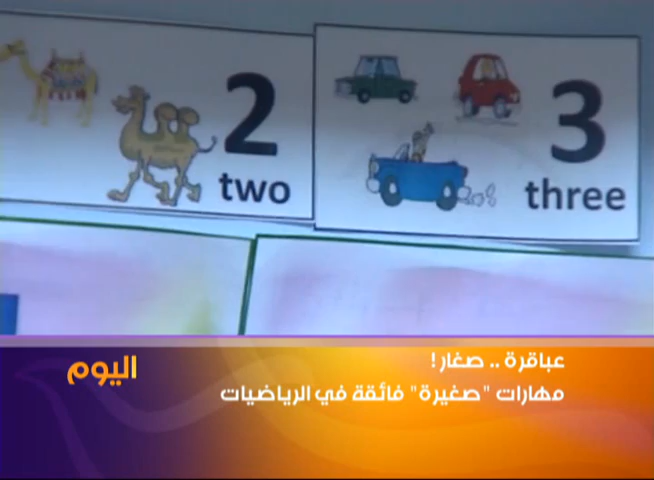 2
two
3
three
عباقرة .. صغار!
مهارات "صغيرة" فائقة في الرياضيات
اليوم